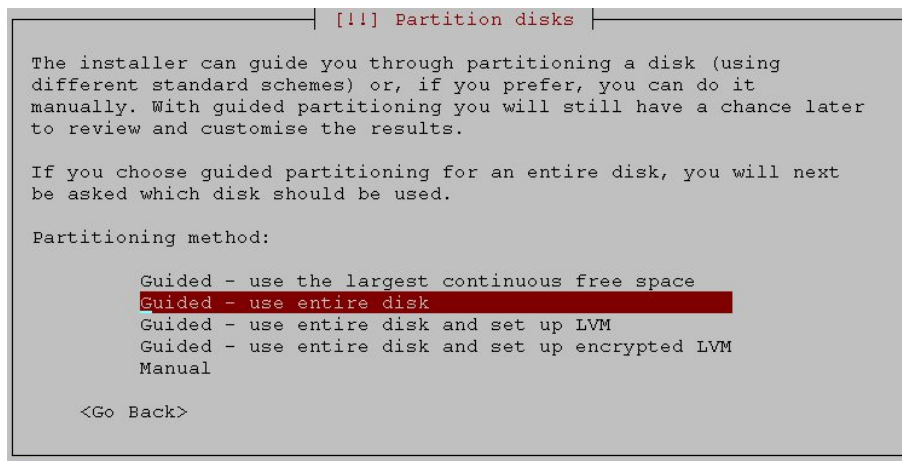 [!!] Partition disks
The installer can guide you through partitioning a disk (using
different standard schemes) or, if you prefer, you can do it
manually. With guided partitioning you will still have a chance later
to review and customise the results.
If you choose guided partitioning for an entire disk, you will next
be asked which disk should be used.
Partitioning method:
Guided - use the largest continuous free space
Guided - use entire disk
Guided - use entire disk and set up LVM
Guided - use entire disk and set up encrypted LVM
Manual
<Go Back>